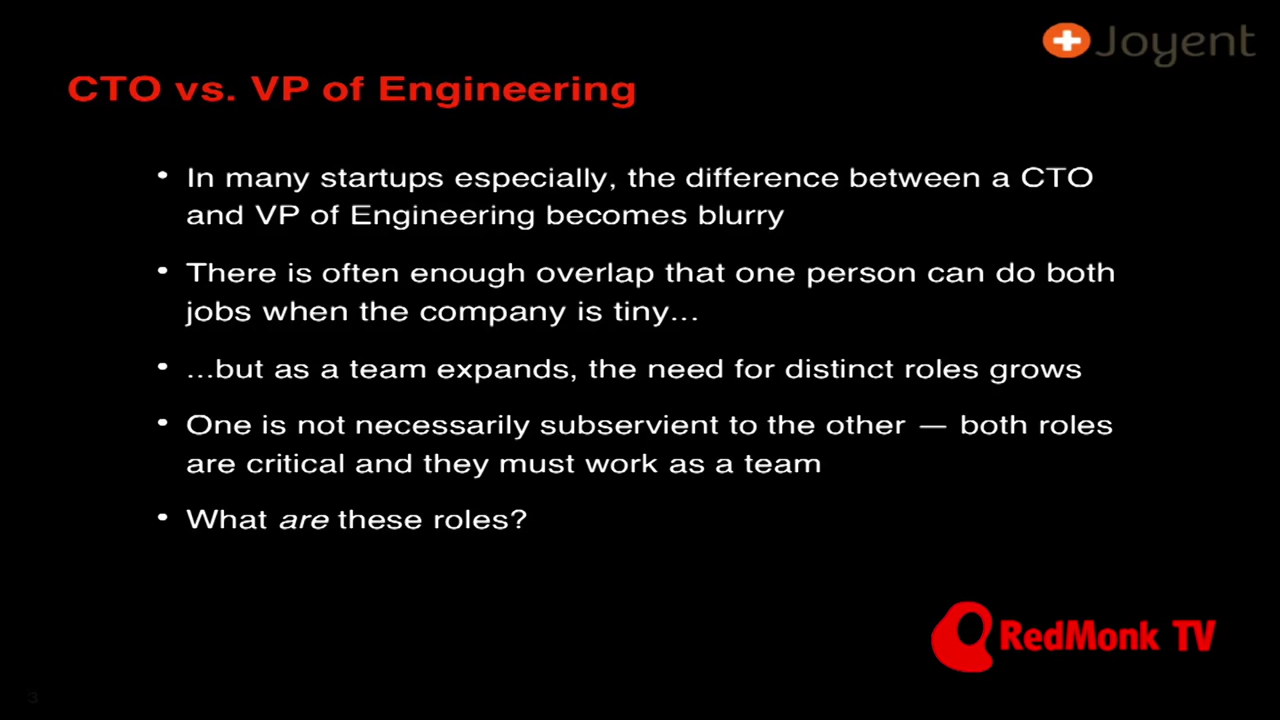 Joyent
CTO vs. VP of Engineering
• In many startups especially, the difference between a CTO
and VP of Engineering becomes blurry
• There is often enough overlap that one person can do both
jobs when the company is tiny...
• ...but as a team expands, the need for distinct roles grows
• One is not necessarily subservient to the other — both roles
are critical and they must work as a team
• What are these roles?
RedMonk TV
3